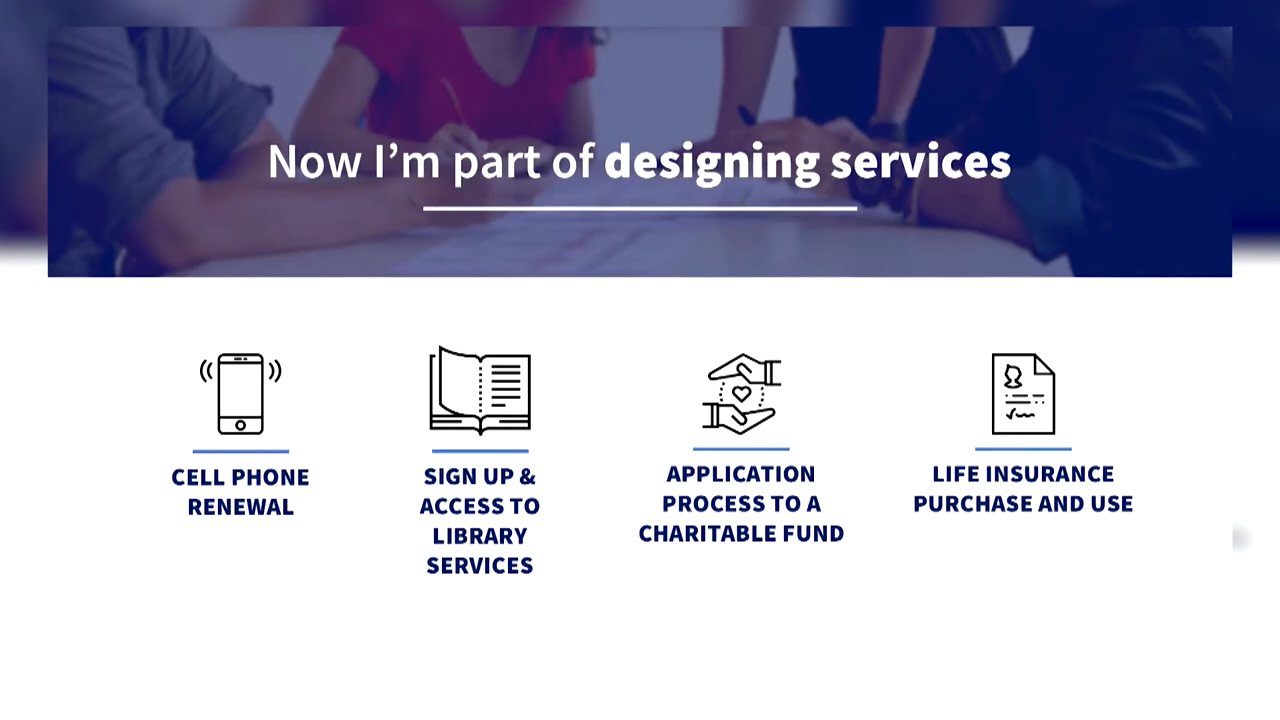 Now I’m part of designing services
CELL PHONE
RENEWAL
SIGN UP &
ACCESS TO
LIBRARY
SERVICES
APPLICATION
PROCESS TO A
CHARITABLE FUND
LIFE INSURANCE
PURCHASE AND USE